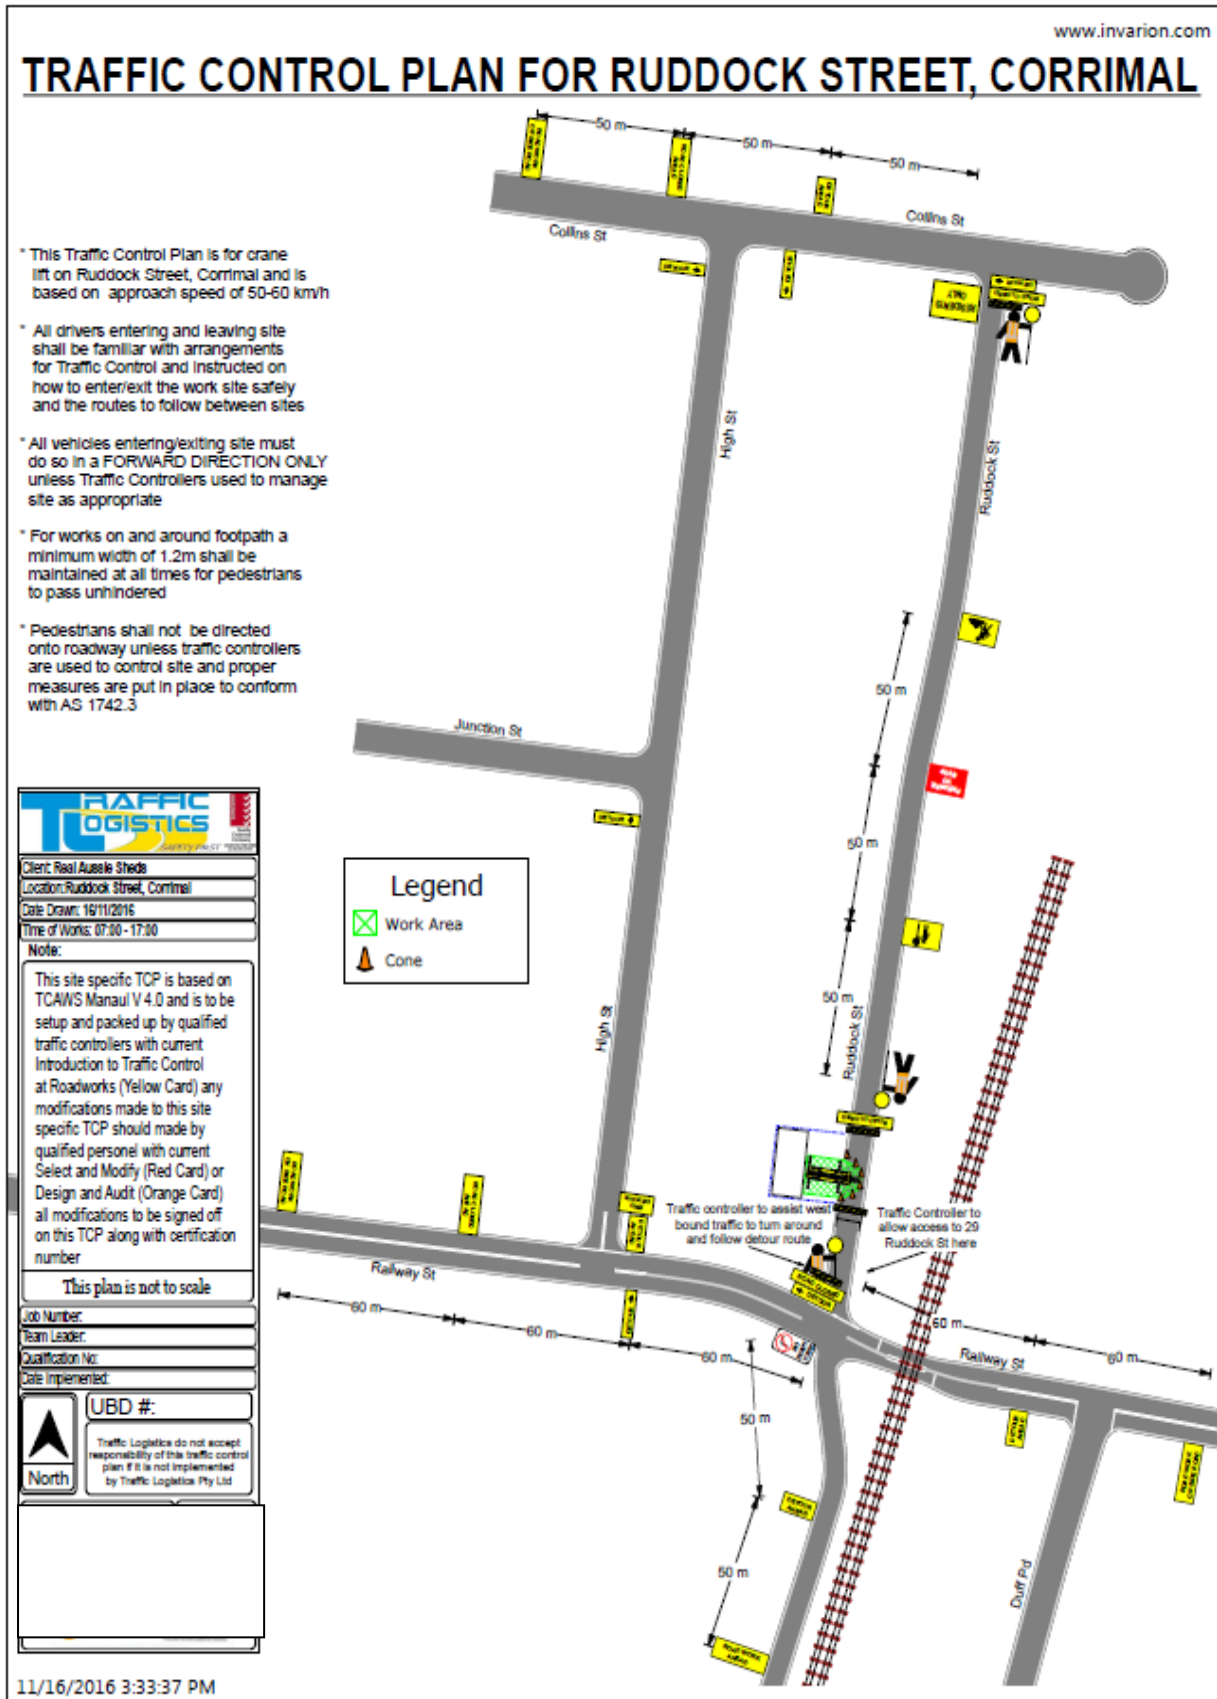 www.invarion.com
TRAFFIC CONTROL PLAN FOR RUDDOCK STREET, CORRIMAL
50 m
50 m
50 m
Collins St
Collins St
* This Traffic Control Plan is for crane
lift on Ruddock Street, Corrimal and is
based on approach speed of 50-60 km/h
* All drivers entering and leaving site
shall be familiar with arrangements
for Traffic Control and Instructed on
how to enter/exit the work site safely
and the routes to follow between sites
* All vehicles entering/exiting site must
do so in a FORWARD DIRECTION ONLY
unless Traffic Controllers used to manage
site as appropriate
* For works on and around footpath a
minimum width of 1.2m shall be
maintained at all times for pedestrians
to pass unhindered
* Pedestrians shall not be directed
onto roadway unless traffic controllers
are used to control site and proper
measures are put in place to conform
with AS 1742.3
RESIDENTS
ONLY
High St
Ruddock St
50 m
50 m
50 m
Junction St
High St
Ruddock St
TRAFFIC
LOGISTICS
SAFETY FIRST
Client: Real Aussie Sheds
Location:Ruddock Street, Corrimal
Date Drawn: 16/11/2016
Time of Works: 07:00 - 17:00
Note:
This site specific TCP is based on
TCAWS Manaul V 4.0 and is to be
setup and packed up by qualified
traffic controllers with current
Introduction to Traffic Control
at Roadworks (Yellow Card) any
modifications made to this site
specific TCP should made by
qualified personel with current
Select and Modify (Red Card) or
Design and Audit (Orange Card)
all modifications to be signed off
on this TCP along with certification
number
This plan is not to scale
Job Number:
Team Leader:
Qualification No:
Date Implemented:
North
UBD #:
Traffic Logistics do not accept
responsibility of this traffic control
plan if it is not implemented
by Traffic Logistics Pty Ltd
Legend
Work Area
Cone
Traffic controller to assist west
bound traffic to turn around
and follow detour route
Traffic Controller to
allow access to 29
Ruddock St here
ROAD CLOSED
DETOUR
Railway St
60 m
60 m
60 m
60 m
60 m
Railway St
50 m
50 m
Duff Pd
11/16/2016 3:33:37 PM